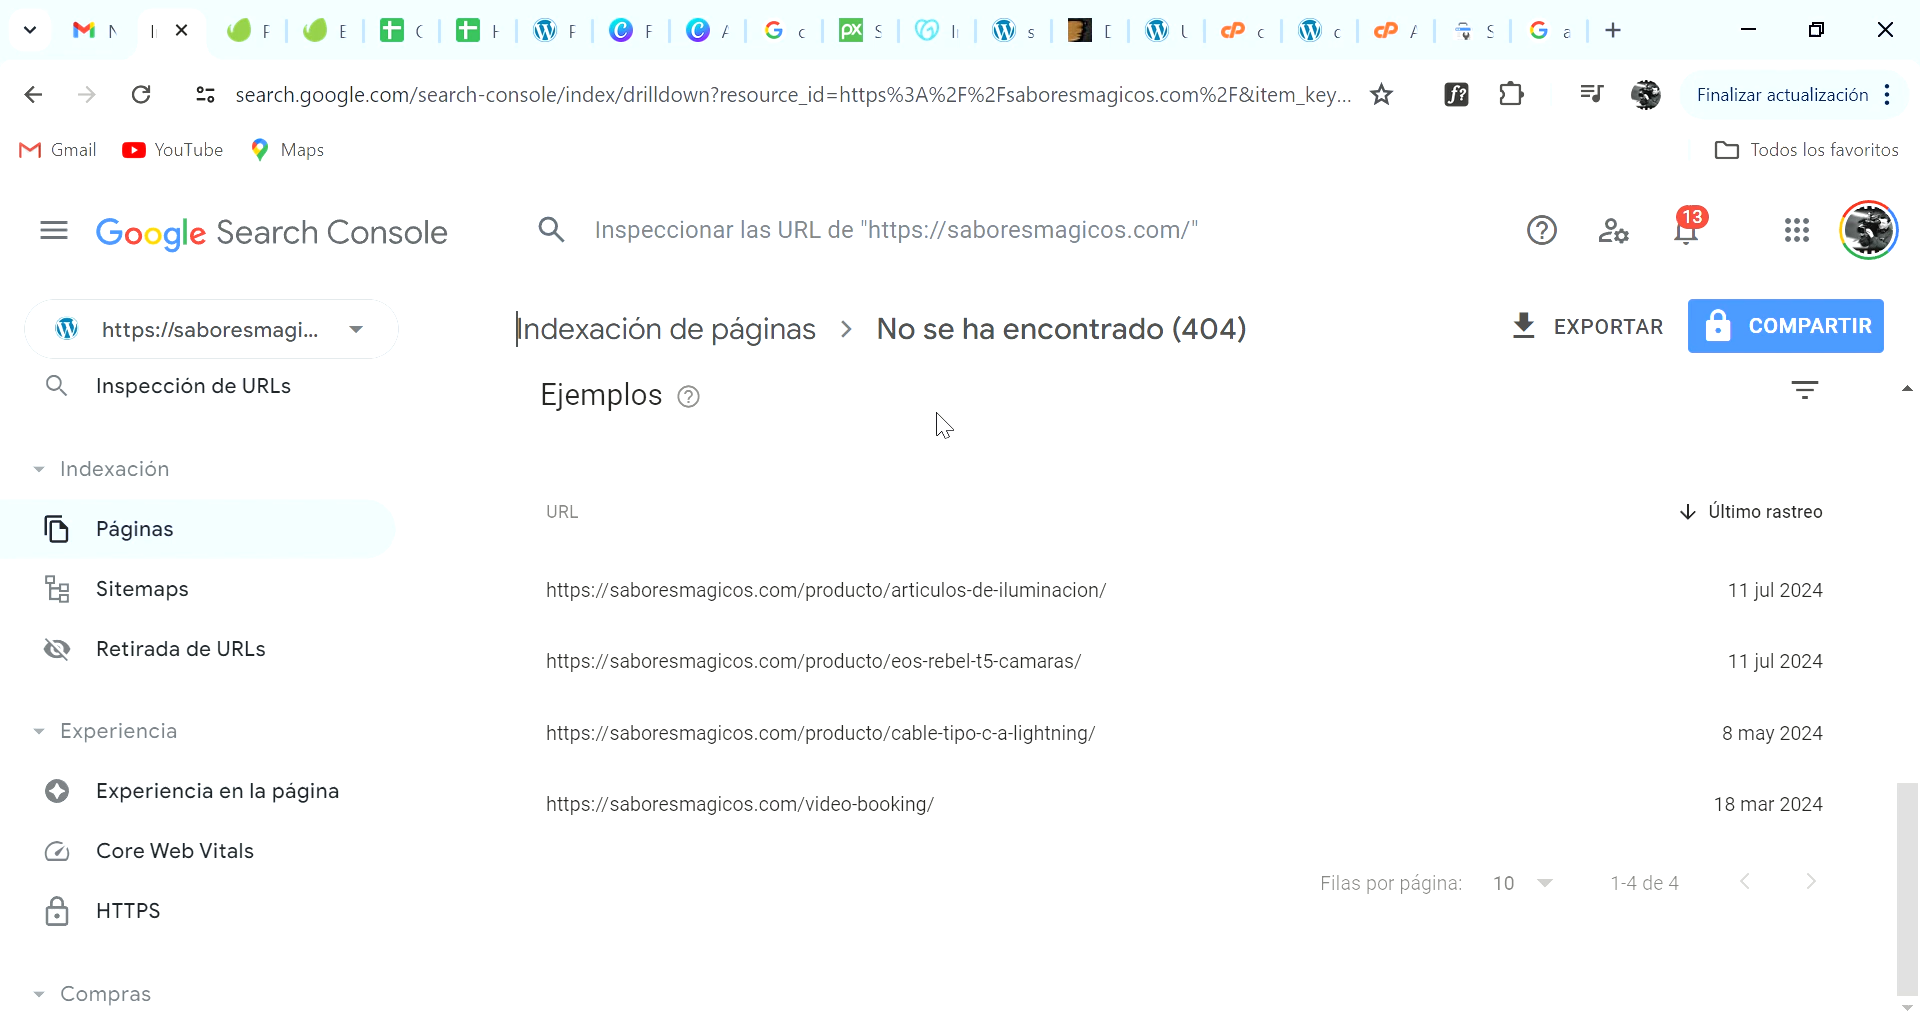 search.google.com/search-console/index/drilldown?resource_id=https%3A%2F%2Fsaboresmagicos.com%2F&item_key...
Finalizar actualización
Gmail
YouTube
Maps
Todos los favoritos
Google Search Console
Inspeccionar las URL de "https://saboresmagicos.com/"
13
https://saboresmagi...
Indexación de páginas > No se ha encontrado (404)
EXPORTAR
COMPARTIR
Inspección de URLs
Ejemplos
Indexación
Páginas
Sitemaps
Retirada de URLs
Experiencia
Experiencia en la página
Core Web Vitals
HTTPS
Compras
URL
Último rastreo
https://saboresmagicos.com/producto/articulos-de-iluminacion/
11 jul 2024
https://saboresmagicos.com/producto/eos-rebel-t5-camaras/
11 jul 2024
https://saboresmagicos.com/producto/cable-tipo-c-a-lightning/
8 may 2024
https://saboresmagicos.com/video-booking/
18 mar 2024
Filas por página: 10
1-4 de 4